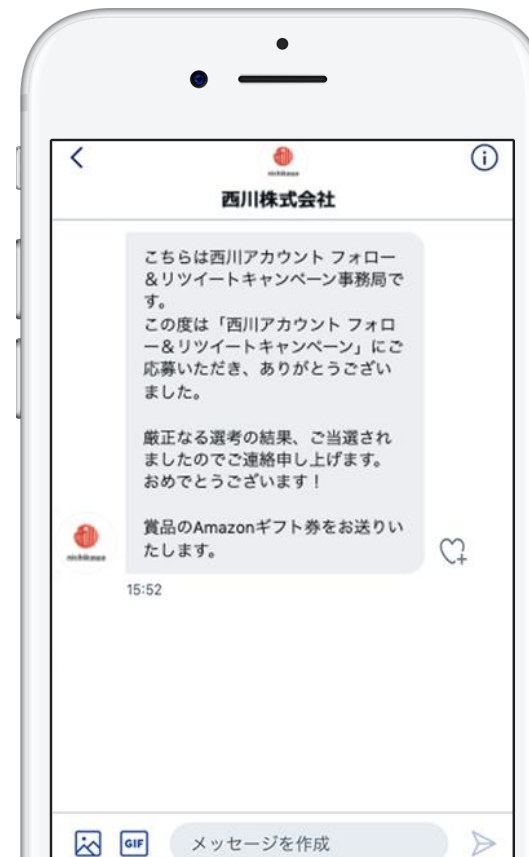 nishikawa
西川株式会社
こちらは西川アカウント フォロー
&リツイートキャンペーン事務局で
す。
この度は「西川アカウント フォロ
ー&リツイートキャンペーン」にご
応募いただき、ありがとうござい
ました。
厳正なる選考の結果、ご当選され
ましたのでご連絡申し上げます。
おめでとうございます！
賞品のAmazonギフト券をお送りい
たします。
nishikawa
15:52
GIF
メッセージを作成